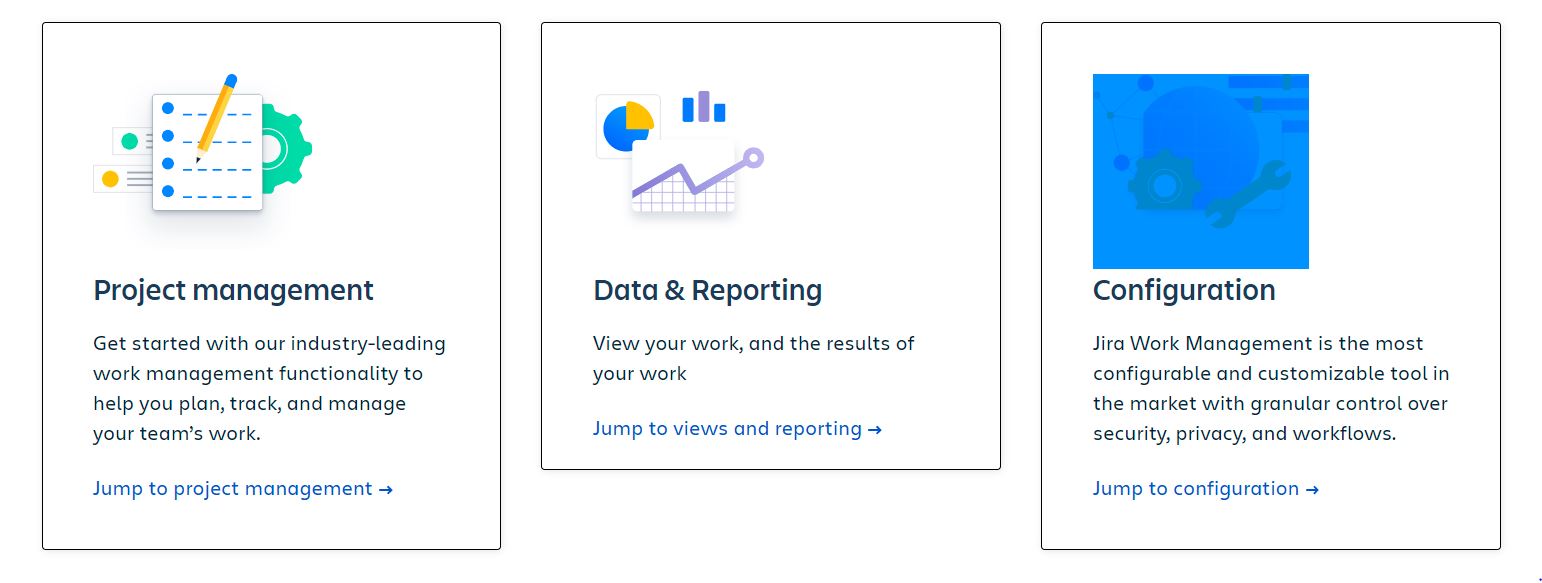 Project management
Get started with our industry-leading
work management functionality to
help you plan, track, and manage
your team’s work.
Jump to project management →
Data & Reporting
View your work, and the results of
your work
Jump to views and reporting →
Configuration
Jira Work Management is the most
configurable and customizable tool in
the market with granular control over
security, privacy, and workflows.
Jump to configuration →